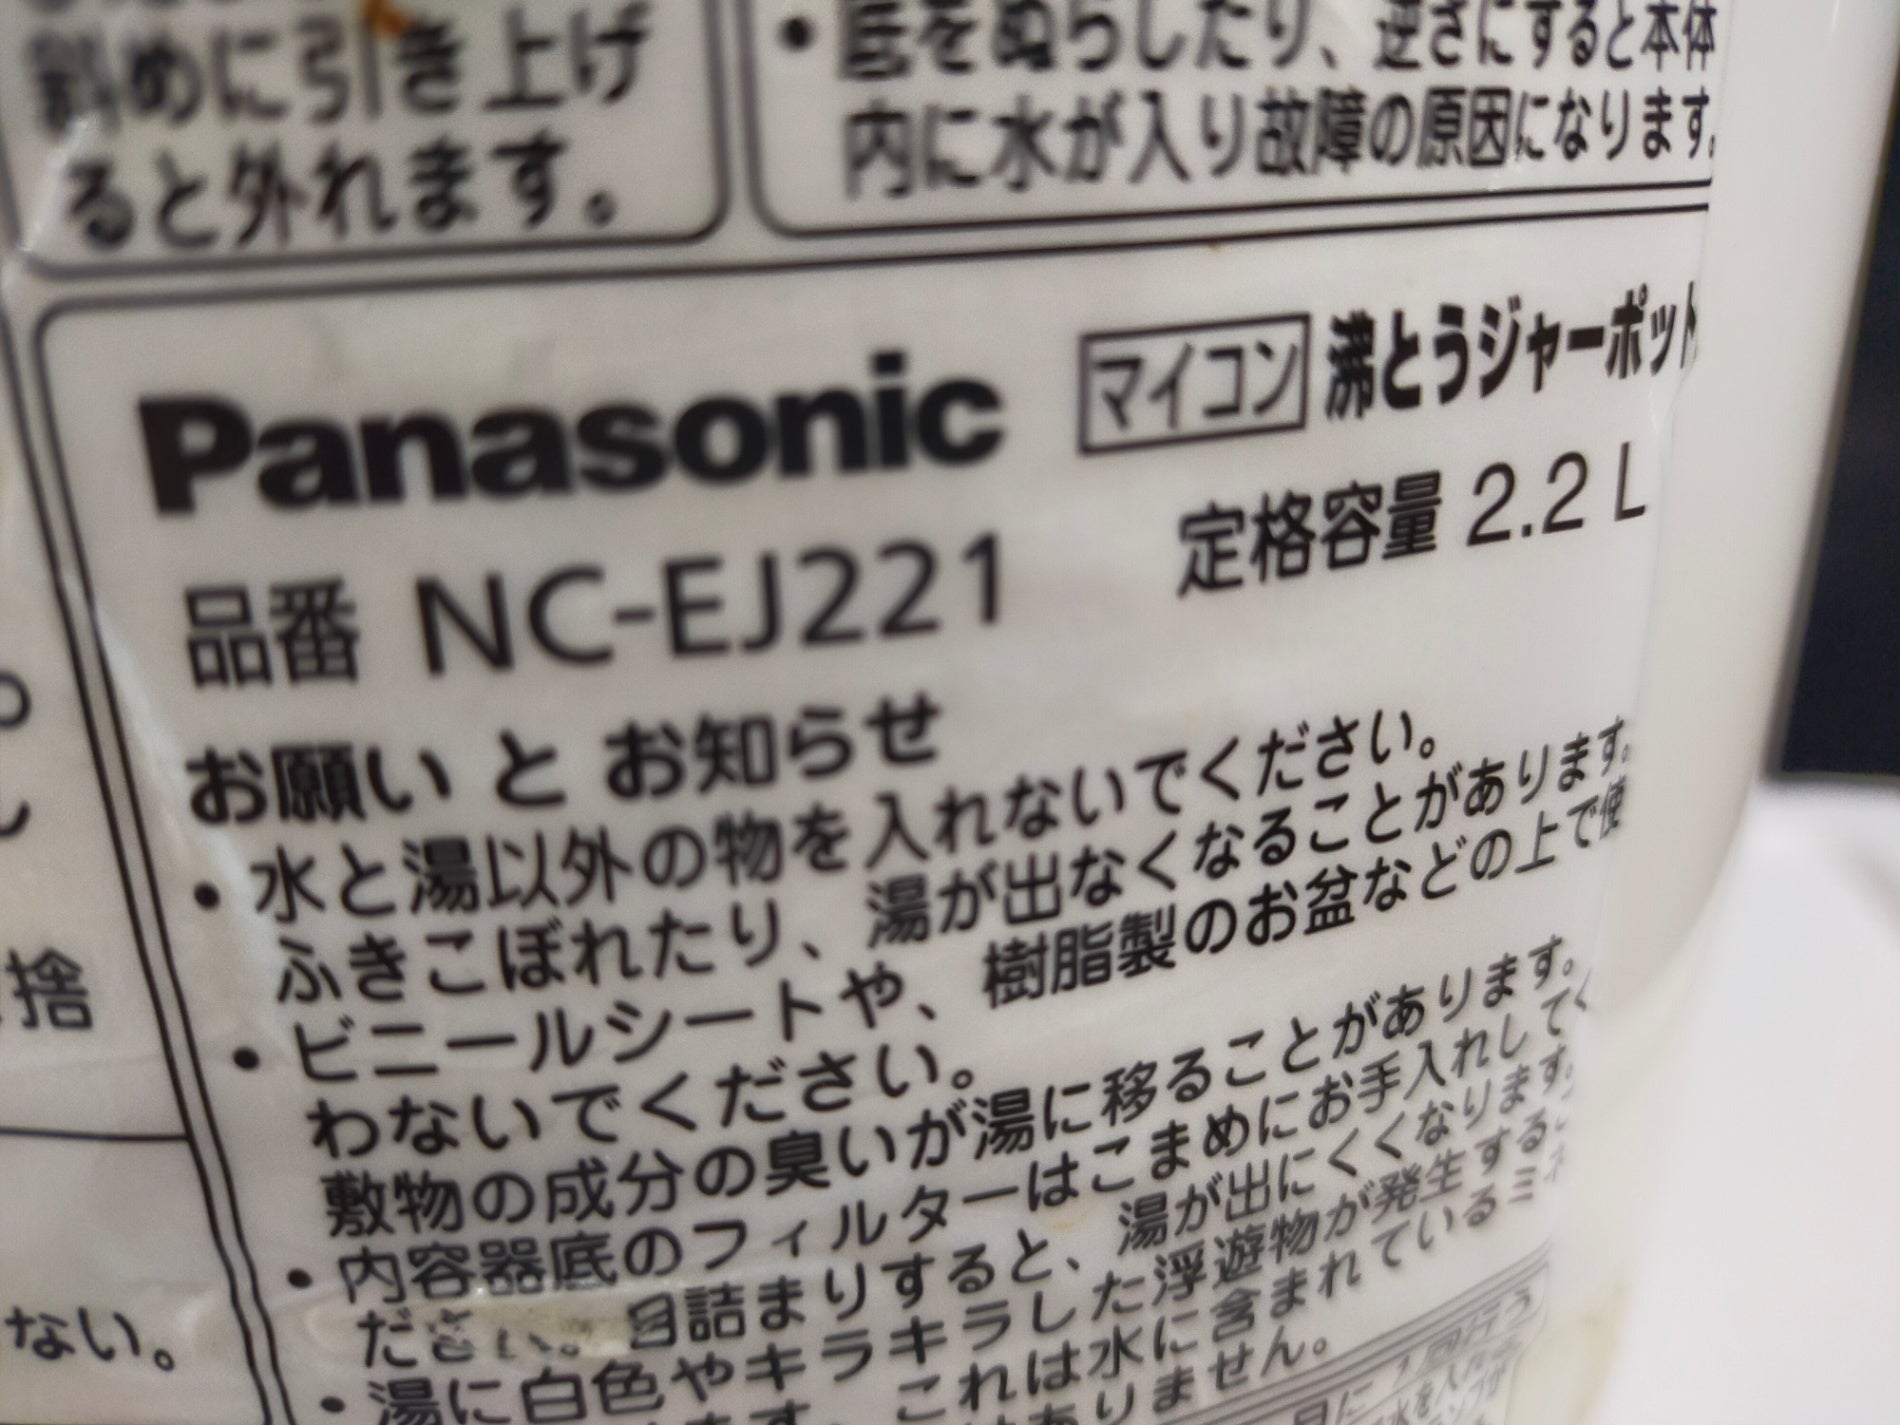 斜めに引き上げ
ると外れます。
• 底をぬらしたり、逆さにすると本体
内に水が入り故障の原因になります。
Panasonic マイコン 沸とうジャーポット
品番 NC-EJ221 定格容量 2.2 L
お願い と お知らせ
• 水と湯以外の物を入れないでください。
ふきこぼれたり、湯が出なくなることがあります。
• ビニールシートや、樹脂製のお盆などの上で使
わないでください。
敷物の成分の臭いが湯に移ることがあります。
• 内容器底のフィルターはこまめにお手入れしてく
ださい。目詰まりすると、湯が出にくくなります。
• 湯に白色やキラキラした浮遊物が発生する
これは水に含まれているミネ
ありません。
捨
ない。